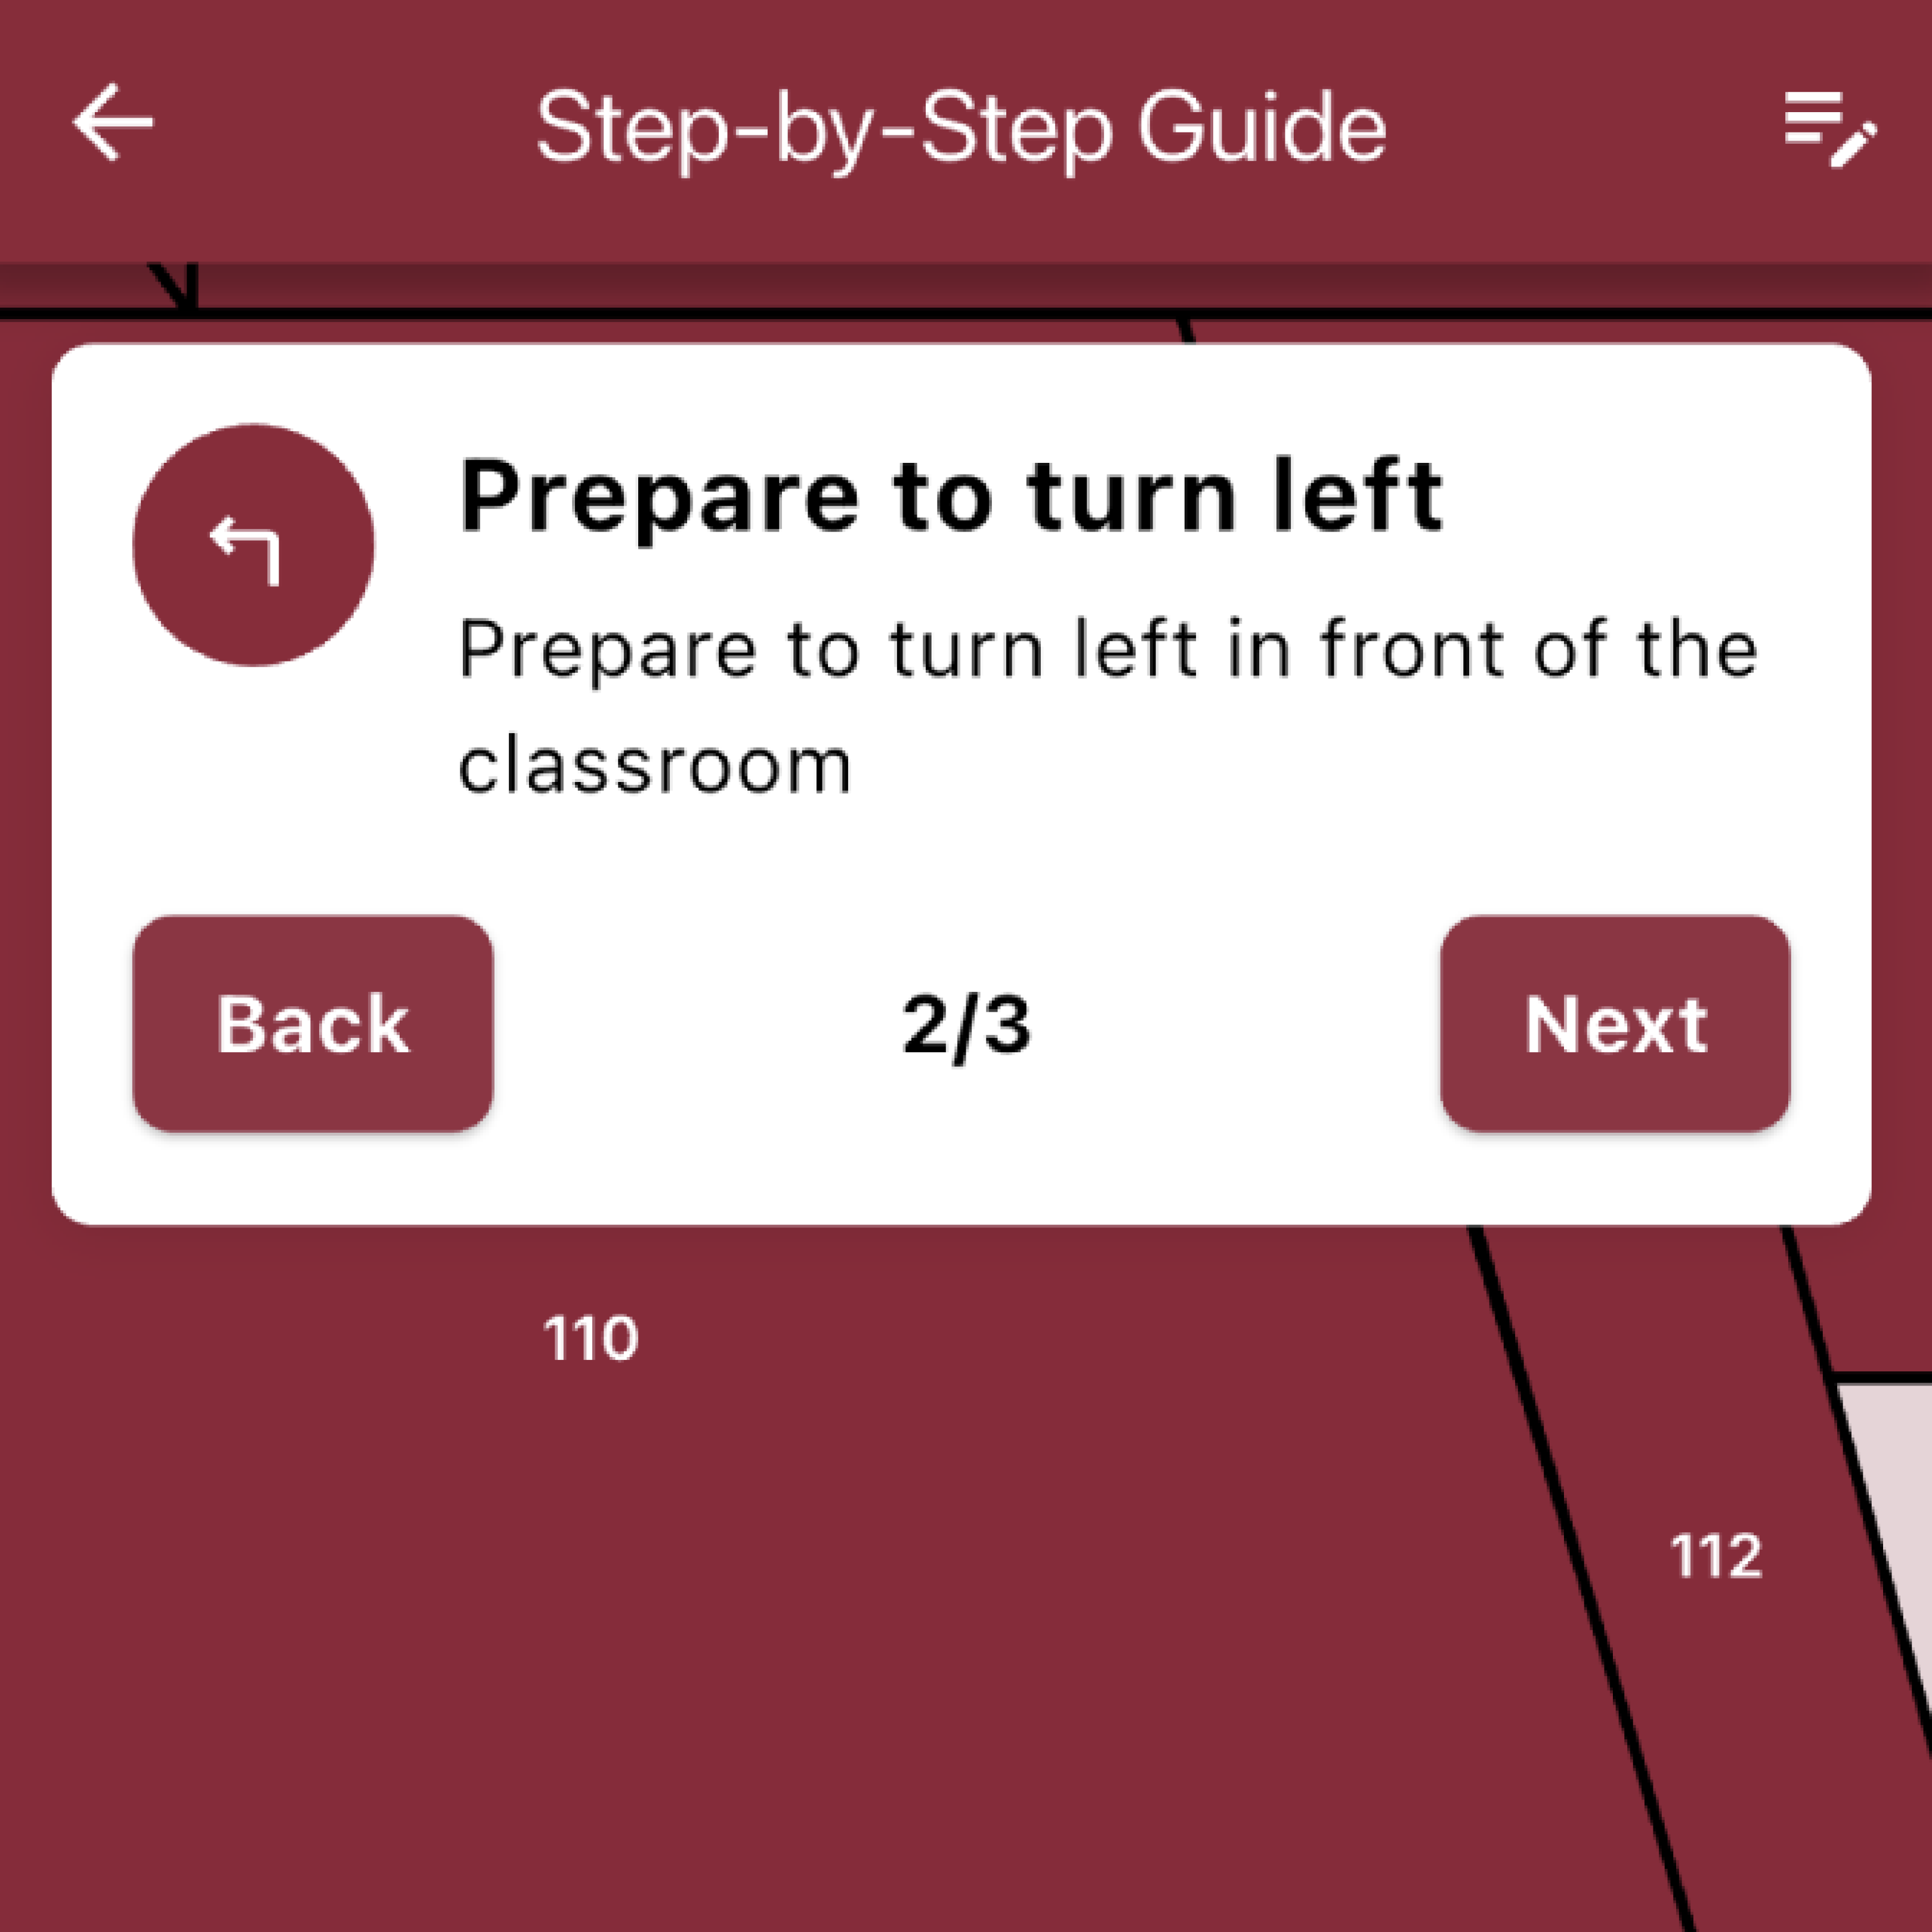 Step-by-Step Guide
Prepare to turn left
Prepare to turn left in front of the
classroom
Back
2/3
Next
110
112